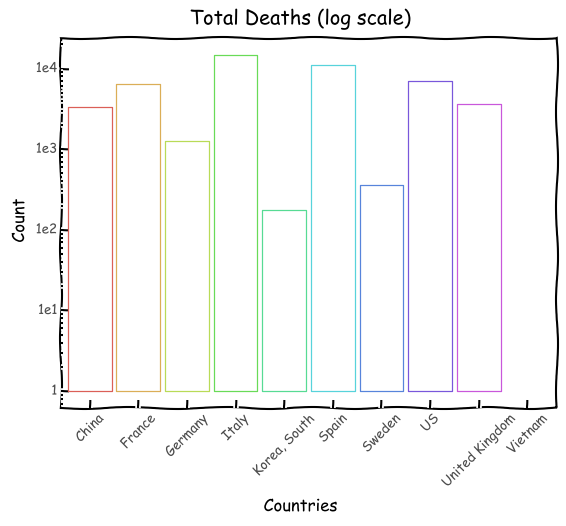 Total Deaths (log scale)
1e4
1e3
1e2
1e1
1
Count
China
France
Germany
Italy
Korea, South
Spain
Sweden
US
United Kingdom
Vietnam
Countries